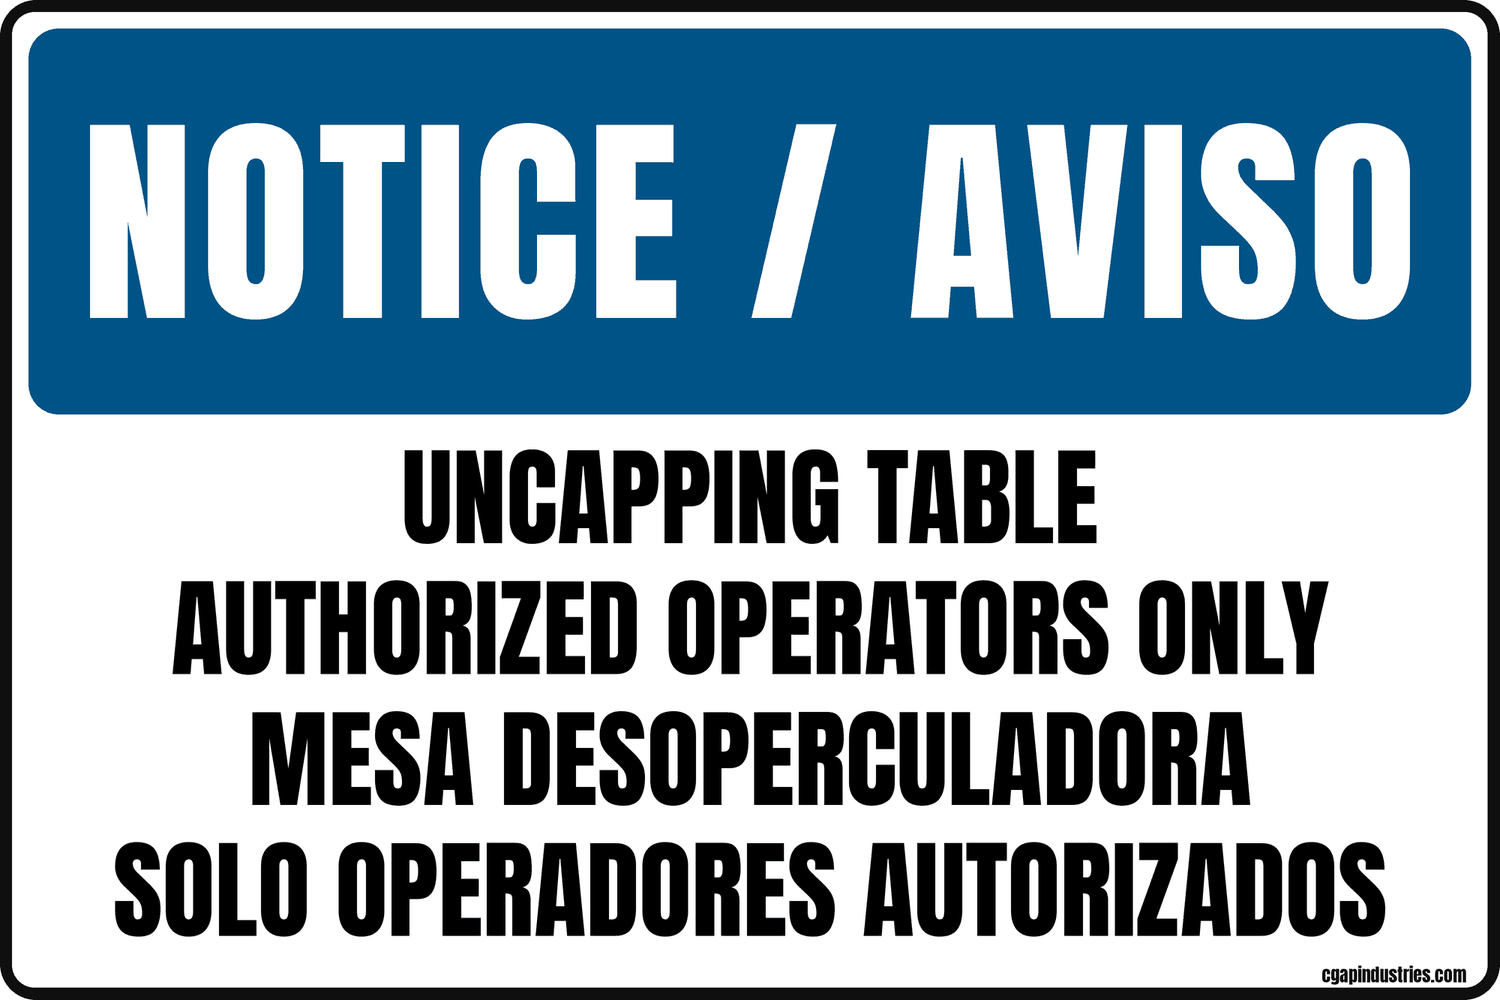 NOTICE / AVISO
UNCAPPING TABLE
AUTHORIZED OPERATORS ONLY
MESA DESOPERCULADORA
SOLO OPERADORES AUTORIZADOS
cgapindustries.com